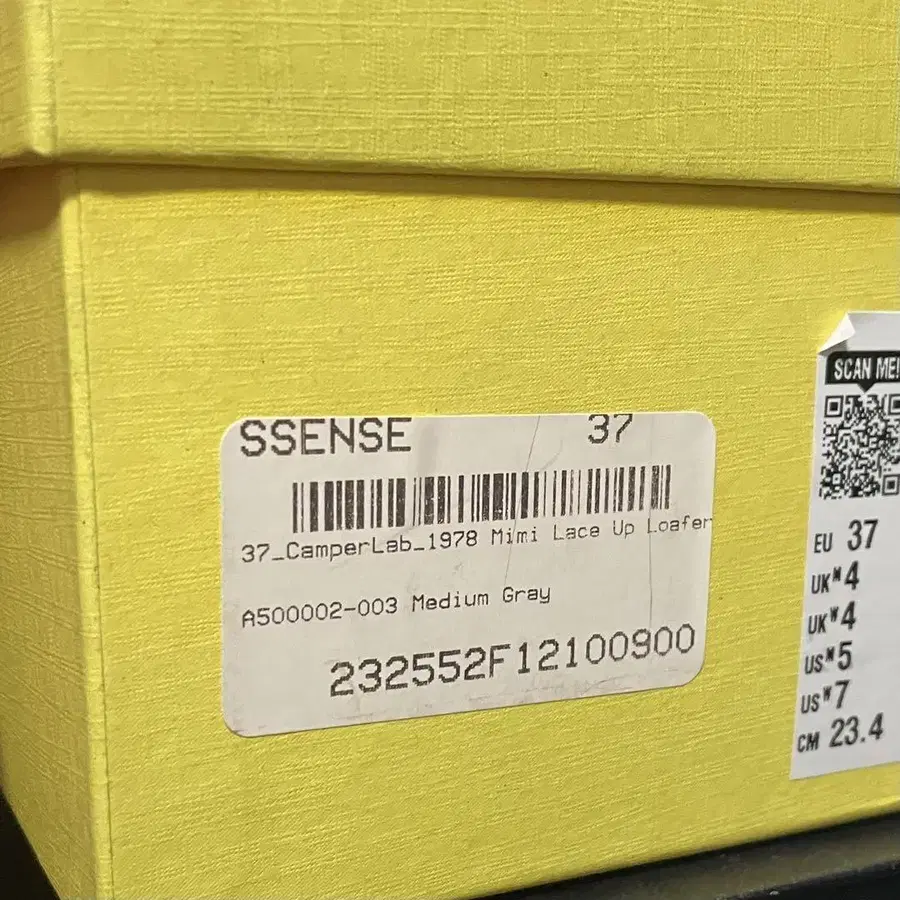 SSENSE 37
37_CamperLab_1978 Mimi Lace Up Loafer
A500002-003 Medium Gray
232552F12100900
SCAN ME!
EU 37
UK M 4
UK W 4
US M 5
US W 7
CM 23.4